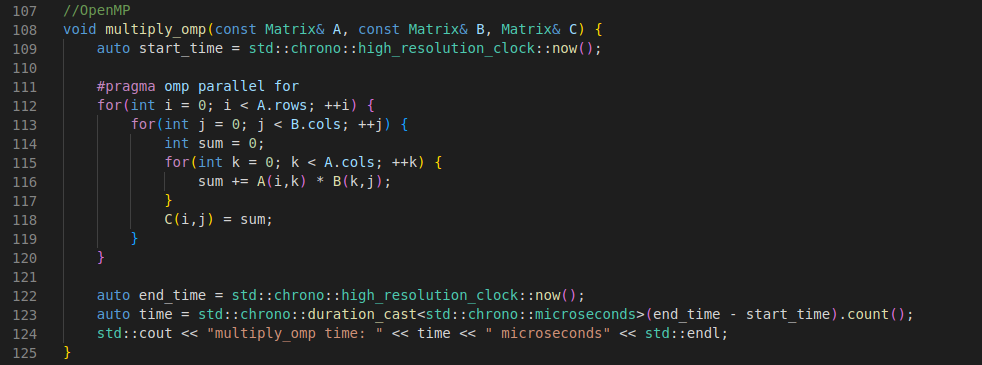 107 //OpenMP
108 void multiply_omp(const Matrix& A, const Matrix& B, Matrix& C) {
109     auto start_time = std::chrono::high_resolution_clock::now();
110
111     #pragma omp parallel for
112     for(int i = 0; i < A.rows; ++i) {
113         for(int j = 0; j < B.cols; ++j) {
114             int sum = 0;
115             for(int k = 0; k < A.cols; ++k) {
116                 sum += A(i,k) * B(k,j);
117             }
118             C(i,j) = sum;
119         }
120     }
121
122     auto end_time = std::chrono::high_resolution_clock::now();
123     auto time = std::chrono::duration_cast<std::chrono::microseconds>(end_time - start_time).count();
124     std::cout << "multiply_omp time: " << time << " microseconds" << std::endl;
125 }